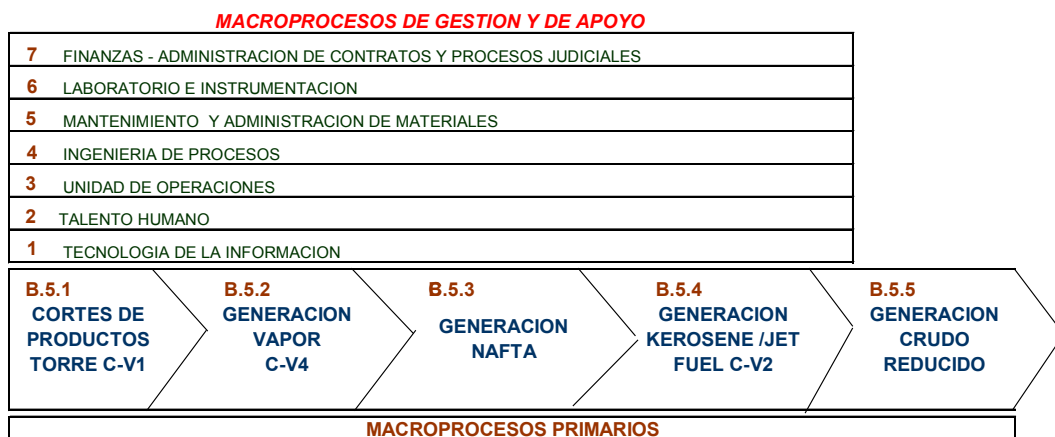 MACROPROCESOS DE GESTION Y DE APOYO
7 FINANZAS - ADMINISTRACION DE CONTRATOS Y PROCESOS JUDICIALES
6 LABORATORIO E INSTRUMENTACION
5 MANTENIMIENTO Y ADMINISTRACION DE MATERIALES
4 INGENIERIA DE PROCESOS
3 UNIDAD DE OPERACIONES
2 TALENTO HUMANO
1 TECNOLOGIA DE LA INFORMACION
B.5.1
CORTES DE
PRODUCTOS
TORRE C-V1
B.5.2
GENERACION
VAPOR
C-V4
B.5.3
GENERACION
NAFTA
B.5.4
GENERACION
KEROSENE /JET
FUEL C-V2
B.5.5
GENERACION
CRUDO
REDUCIDO
MACROPROCESOS PRIMARIOS